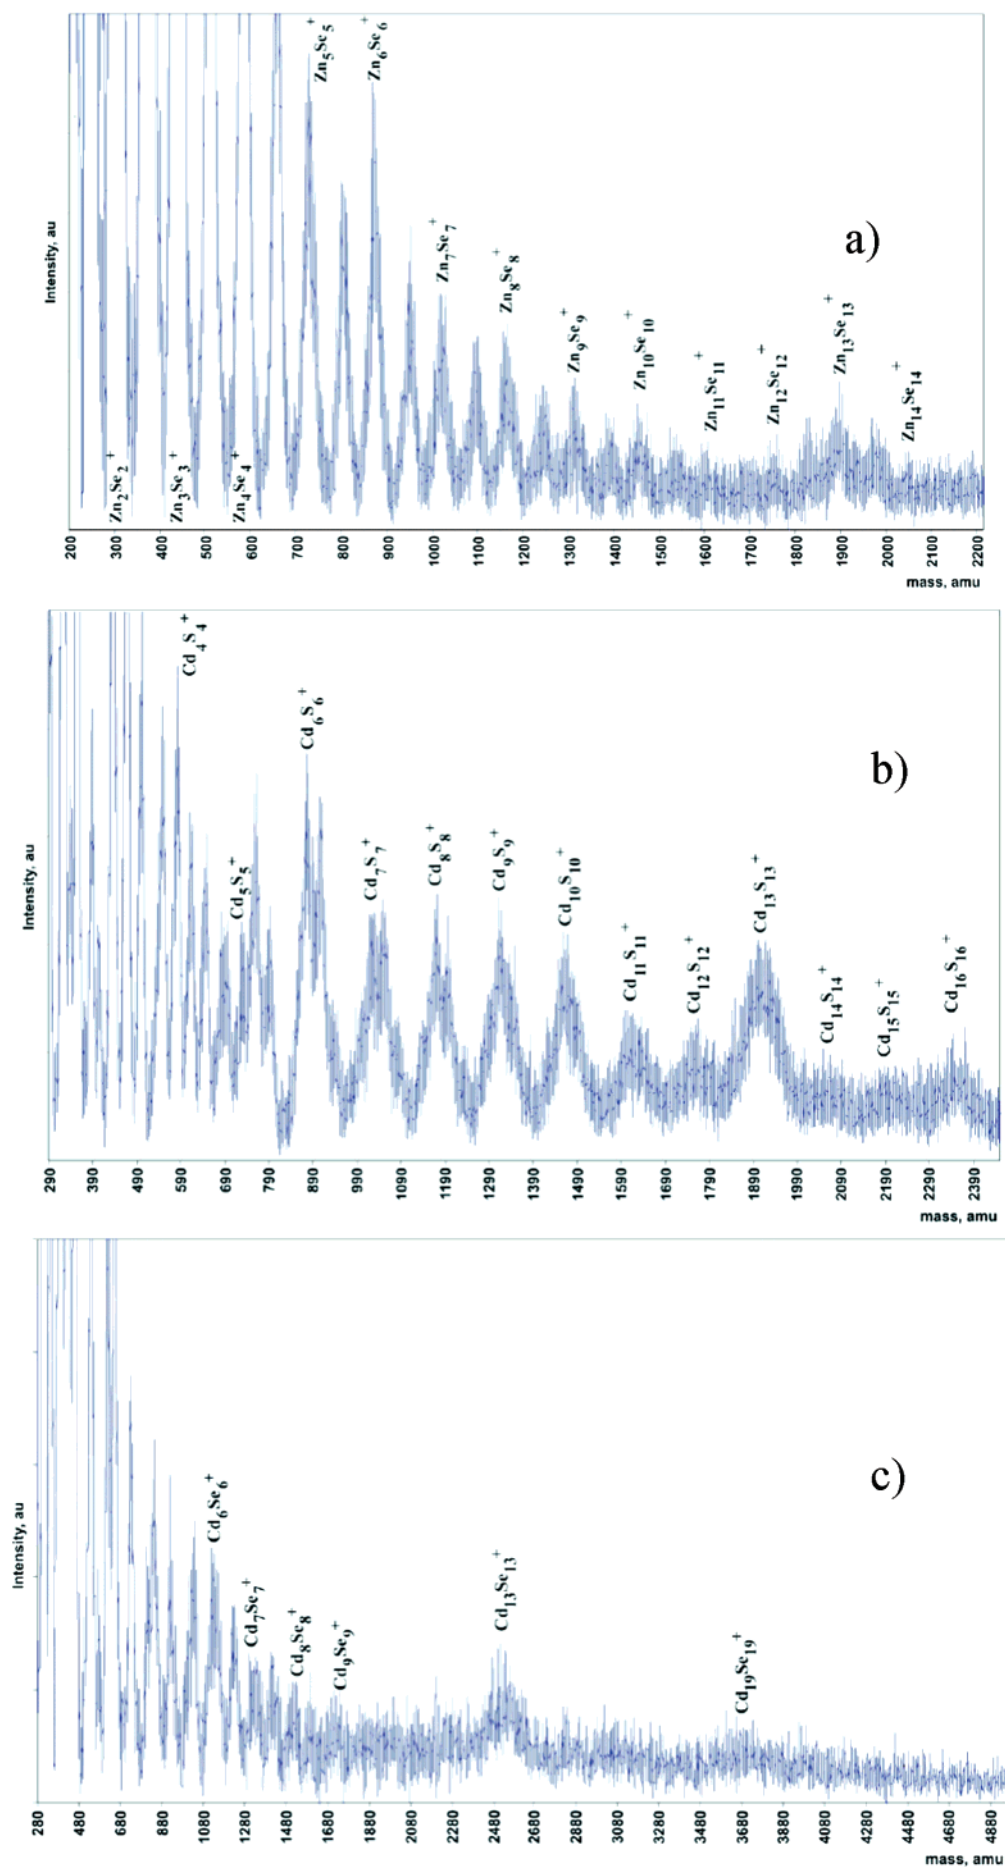 Intensity, au
Zn2Se2+
Zn3Se3+
Zn4Se4+
Zn5Se5+
Zn6Se6+
Zn7Se7+
Zn8Se8+
Zn9Se9+
Zn10Se10+
Zn11Se11+
Zn12Se12+
Zn13Se13+
Zn14Se14+
a)
200 300 400 500 600 700 800 900 1000 1100 1200 1300 1400 1500 1600 1700 1800 1900 2000 2100 2200
mass, amu
Intensity, au
Cd4S4+
Cd5S5+
Cd6S6+
Cd7S7+
Cd8S8+
Cd9S9+
Cd10S10+
Cd11S11+
Cd12S12+
Cd13S13+
Cd14S14+
Cd15S15+
Cd16S16+
b)
290 390 490 590 690 790 890 990 1090 1190 1290 1390 1490 1590 1690 1790 1890 1990 2090 2190 2290 2390
mass, amu
Intensity, au
Cd6Se6+
Cd7Se7+
Cd8Se8+
Cd9Se9+
Cd13Se13+
Cd19Se19+
c)
280 480 680 880 1080 1280 1480 1680 1880 2080 2280 2480 2680 2880 3080 3280 3480 3680 3880 4080 4280 4480 4680 4880
mass, amu